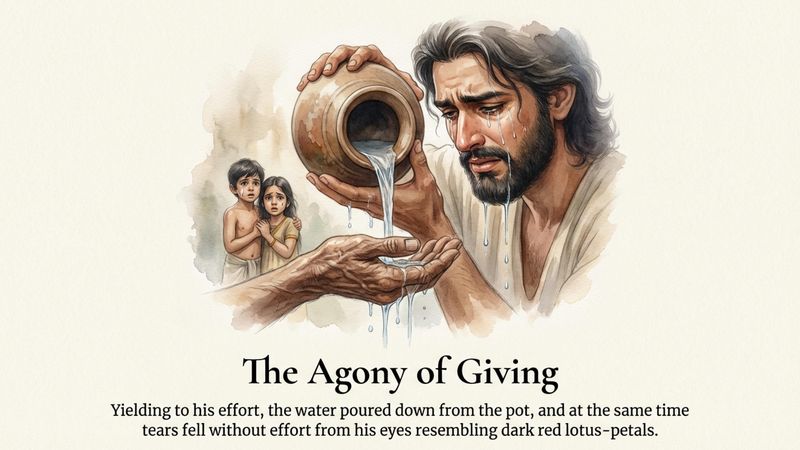 The Agony of Giving
Yielding to his effort, the water poured down from the pot, and at the same time
tears fell without effort from his eyes resembling dark red lotus-petals.